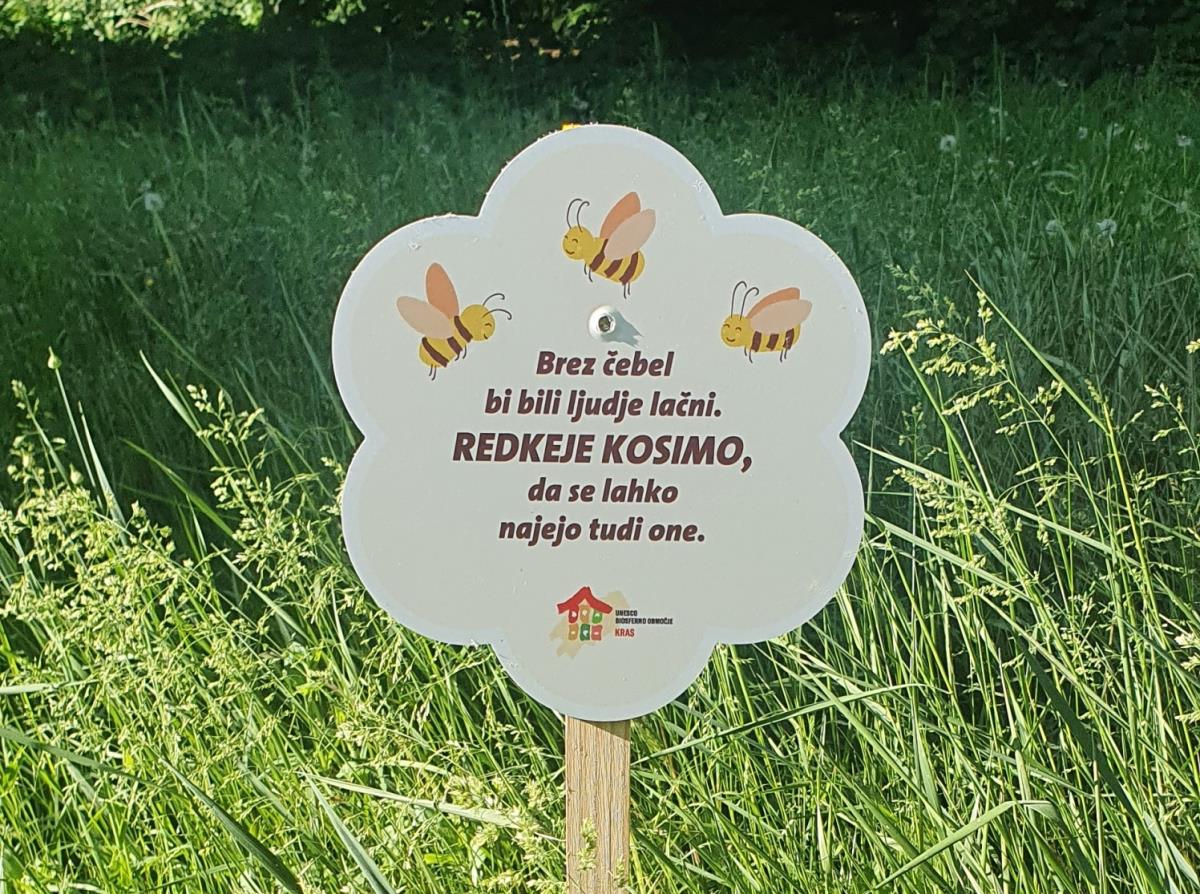 Brez čebel
bi bili ljudje lačni.
REDKEJE KOSIMO,
da se lahko
najejo tudi one.
UNESCO
BIOSFERNO OBMOČJE
KRAS